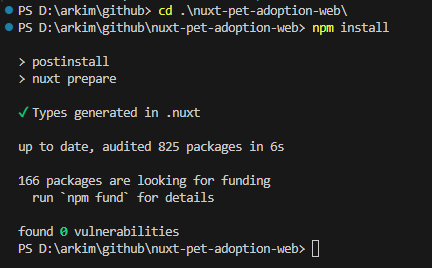 PS D:\arkim\github> cd .\nuxt-pet-adoption-web\
PS D:\arkim\github\nuxt-pet-adoption-web> npm install
> postinstall
> nuxt prepare
✓ Types generated in .nuxt
up to date, audited 825 packages in 6s
166 packages are looking for funding
  run `npm fund` for details
found 0 vulnerabilities
PS D:\arkim\github\nuxt-pet-adoption-web>